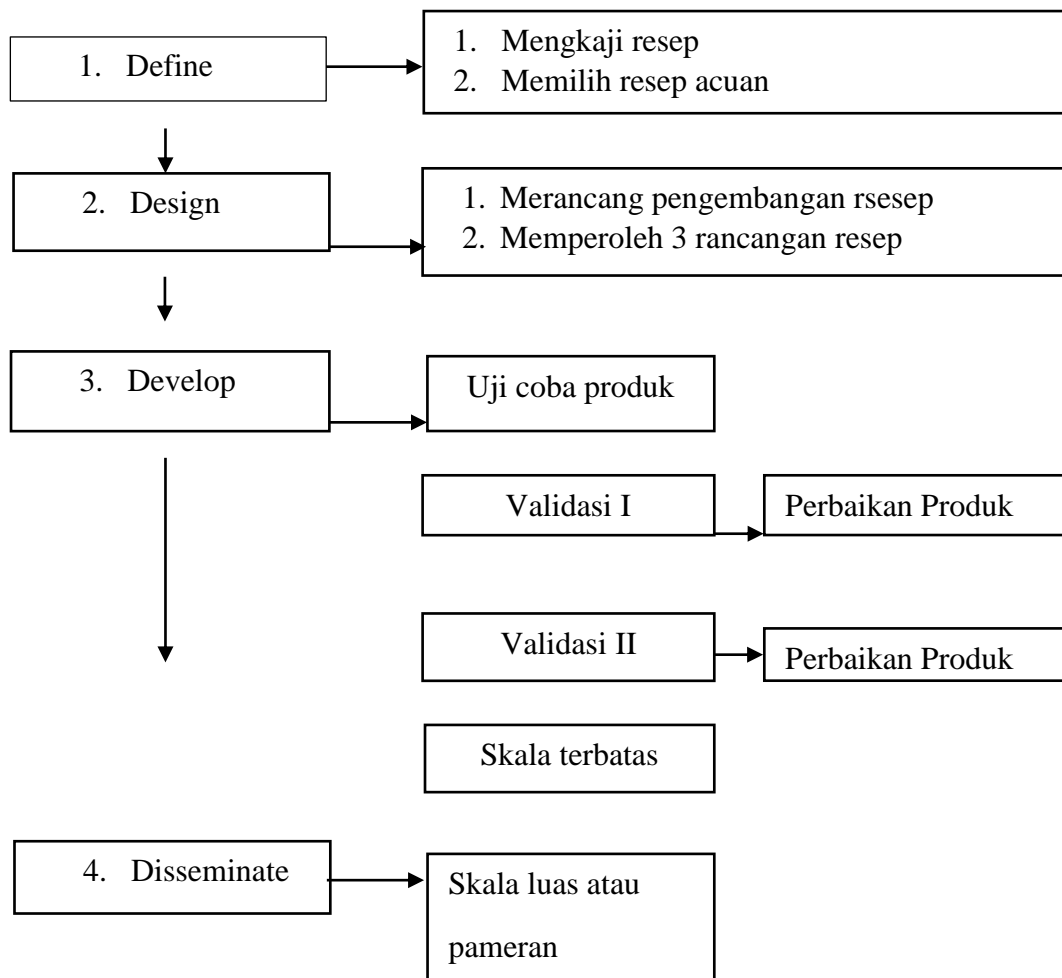 1. Define
1. Mengkaji resep
2. Memilih resep acuan
2. Design
1. Merancang pengembangan rsesep
2. Memperoleh 3 rancangan resep
3. Develop
Uji coba produk
Validasi I
Perbaikan Produk
Validasi II
Perbaikan Produk
Skala terbatas
4. Disseminate
Skala luas atau
pameran